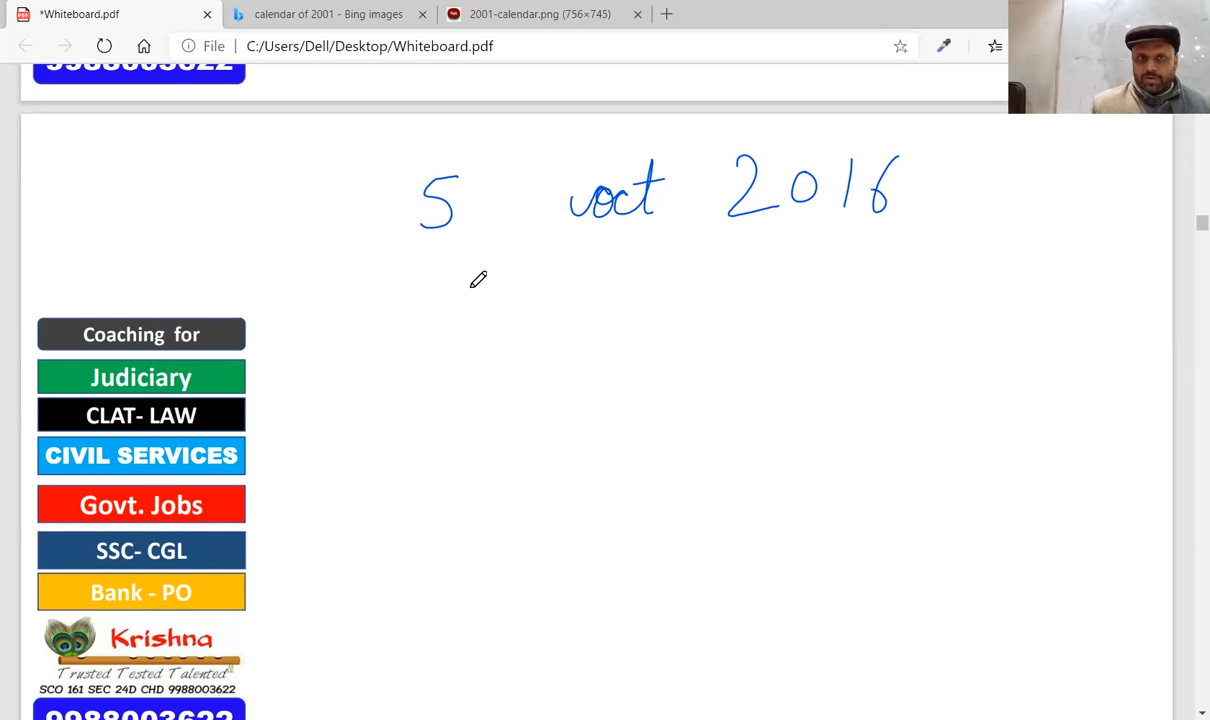 *Whiteboard.pdf calendar of 2001 - Bing images 2001-calendar.png (756×745)
File C:/Users/Dell/Desktop/Whiteboard.pdf
9988003622
5 oct 2016
Coaching for
Judiciary
CLAT- LAW
CIVIL SERVICES
Govt. Jobs
SSC- CGL
Bank - PO
Krishna
Trusted Tested Talented
SCO 161 SEC 24D CHD 9988003622
9988003622